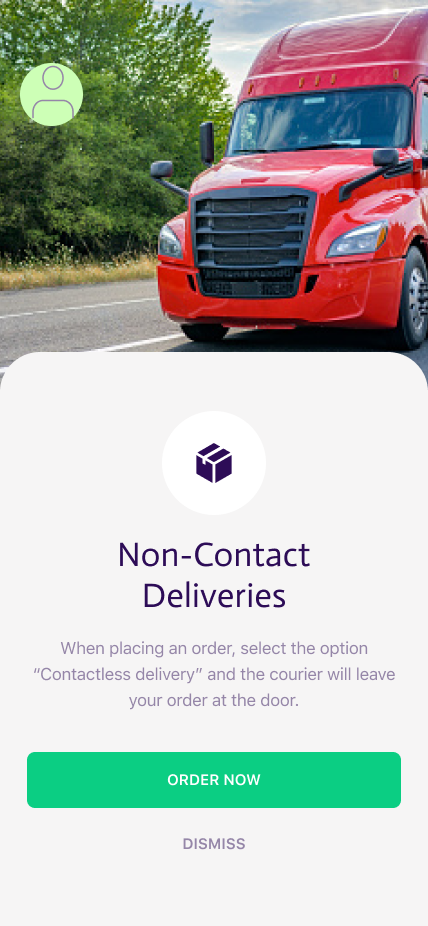 Non-Contact
Deliveries
When placing an order, select the option
“Contactless delivery” and the courier will leave
your order at the door.
ORDER NOW
DISMISS